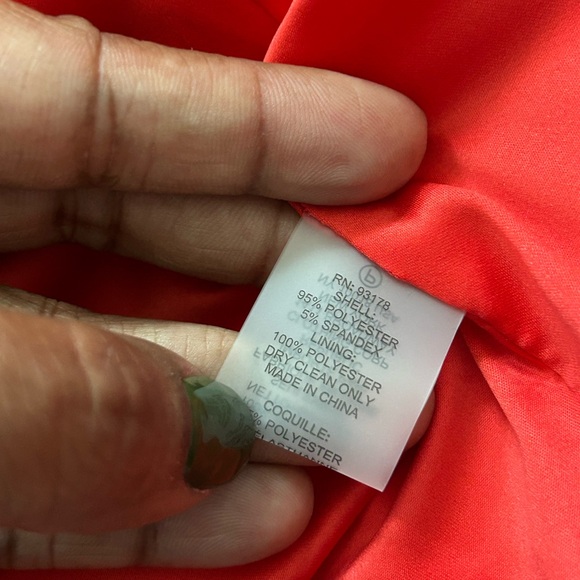 Ⓟ
RN: 93178
SHELL:
95% POLYESTER
5% SPANDEX
LINING:
100% POLYESTER
DRY CLEAN ONLY
MADE IN CHINA
COQUILLE:
% POLYESTER